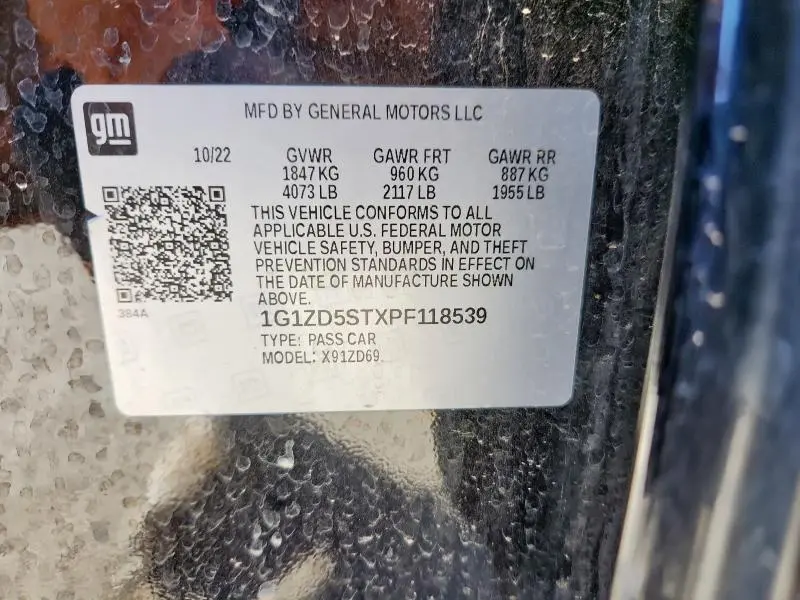 gm
MFD BY GENERAL MOTORS LLC
10/22 GVWR GAWR FRT GAWR RR
1847 KG 960 KG 887 KG
4073 LB 2117 LB 1955 LB
THIS VEHICLE CONFORMS TO ALL
APPLICABLE U.S. FEDERAL MOTOR
VEHICLE SAFETY, BUMPER, AND THEFT
PREVENTION STANDARDS IN EFFECT ON
THE DATE OF MANUFACTURE SHOWN
ABOVE.
384A
1G1ZD5STXPF118539
TYPE: PASS CAR
MODEL: X91ZD69